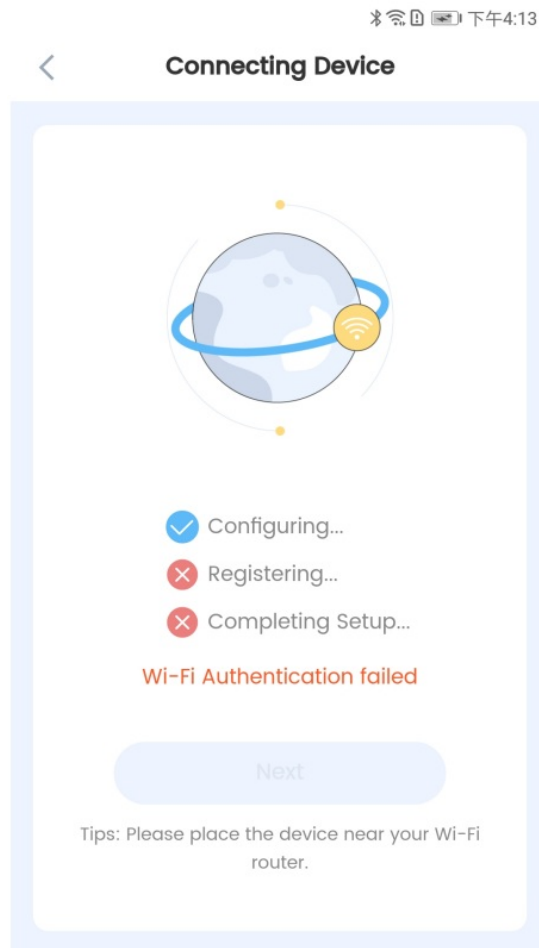 下午4:13
Connecting Device
Configuring...
Registering...
Completing Setup...
Wi-Fi Authentication failed
Next
Tips: Please place the device near your Wi-Fi
router.